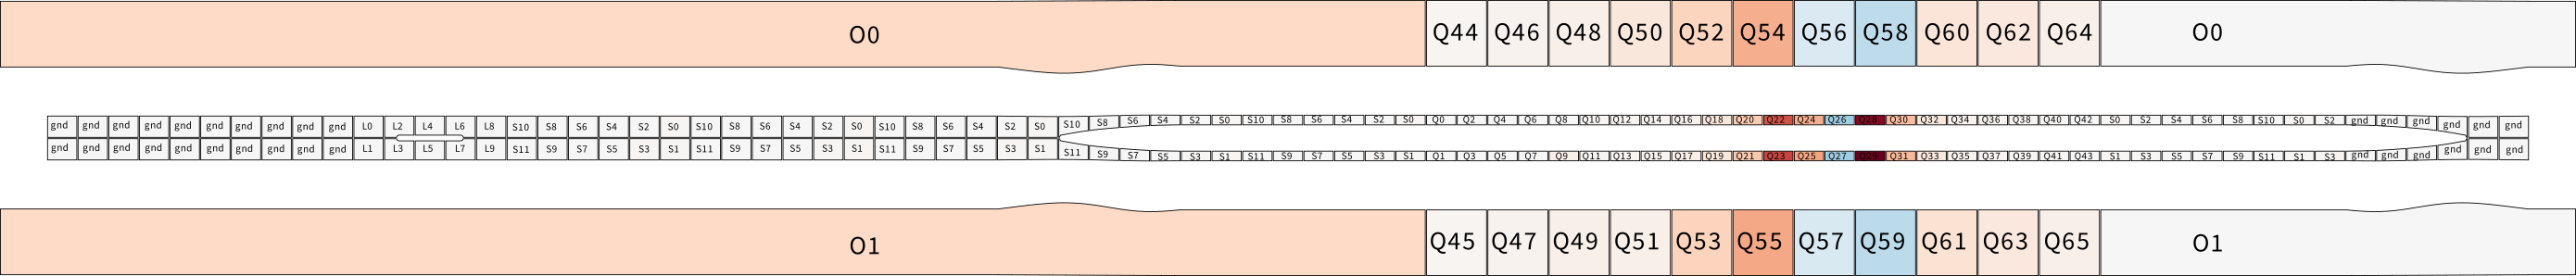 O0 Q44 Q46 Q48 Q50 Q52 Q54 Q56 Q58 Q60 Q62 Q64 O0
gnd gnd gnd gnd gnd gnd gnd gnd gnd gnd L0 L2 L4 L6 L8 S10 S8 S6 S4 S2 S0 S10 S8 S6 S4 S2 S0 S10 S8 S6 S4 S2 S0 S10 S8 S6 S4 S2 S0 S10 S8 S6 S4 S2 S0 Q0 Q2 Q4 Q6 Q8 Q10 Q12 Q14 Q16 Q18 Q20 Q22 Q24 Q26 Q28 Q30 Q32 Q34 Q36 Q38 Q40 Q42 S0 S2 S4 S6 S8 S10 S0 S2 gnd gnd gnd gnd gnd gnd
gnd gnd gnd gnd gnd gnd gnd gnd gnd gnd L1 L3 L5 L7 L9 S11 S9 S7 S5 S3 S1 S11 S9 S7 S5 S3 S1 S11 S9 S7 S5 S3 S1 S11 S9 S7 S5 S3 S1 S11 S9 S7 S5 S3 S1 Q1 Q3 Q5 Q7 Q9 Q11 Q13 Q15 Q17 Q19 Q21 Q23 Q25 Q27 Q29 Q31 Q33 Q35 Q37 Q39 Q41 Q43 S1 S3 S5 S7 S9 S11 S1 S3 gnd gnd gnd gnd gnd gnd
O1 Q45 Q47 Q49 Q51 Q53 Q55 Q57 Q59 Q61 Q63 Q65 O1